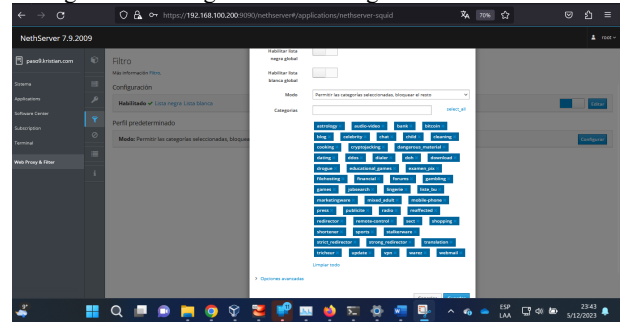 https://192.168.100.200:9090/nethserver#/applications/nethserver-squid
70%
NethServer 7.9.2009
root
paso9.kristian.com
Sistema
Applications
Software Center
Subscription
Terminal
Web Proxy & Filter
Filtro
Más información Filtro.
Configuración
Habilitado ✔ Lista negra Lista blanca
Editar
Perfil predeterminado
Modo: Permitir las categorías seleccionadas, bloquea
Configurar
Habilitar lista
negra global
Habilitar lista
blanca global
Modo
Permitir las categorías seleccionadas, bloquear el resto
Categorías
select_all
astrology audio-video bank bitcoin
blog celebrity chat child cleaning
cooking cryptojacking dangerous_material
dating ddos dialer doh download
drogue educational_games examen_pix
filehosting financial forums gambling
games jobsearch lingerie liste_bu
marketingware mixed_adult mobile-phone
press publicite radio reaffected
redirector remote-control sect shopping
shortener sports stalkerware
strict_redirector strong_redirector translation
tricheur update vpn warez webmail
Limpiar todo
> Opciones avanzadas
ESP
LAA
23:43
5/12/2023